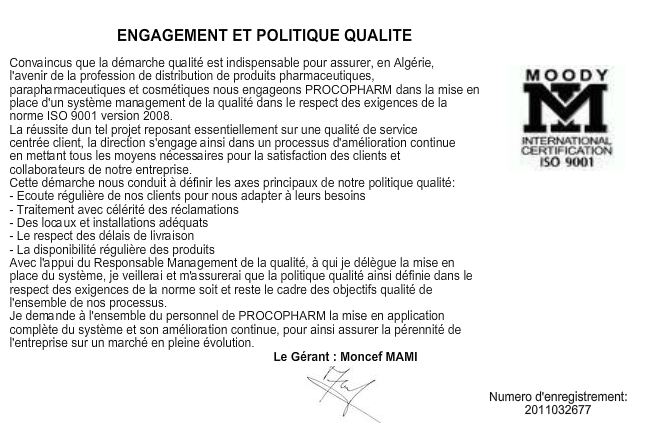 ENGAGEMENT ET POLITIQUE QUALITE
Convaincus que la démarche qualité est indispensable pour assurer, en Algérie,
l'avenir de la profession de distribution de produits pharmaceutiques,
parapharmaceutiques et cosmétiques nous engageons PROCOPHARM dans la mise en
place d'un système management de la qualité dans le respect des exigences de la
norme ISO 9001 version 2008.
La réussite dun tel projet reposant essentiellement sur une qualité de service
centrée client, la direction s'engage ainsi dans un processus d'amélioration continue
en mettant tous les moyens nécessaires pour la satisfaction des clients et
collaborateurs de notre entreprise.
Cette démarche nous conduit à définir les axes principaux de notre politique qualité:
- Ecoute régulière de nos clients pour nous adapter à leurs besoins
- Traitement avec célérité des réclamations
- Des locaux et installations adéquats
- Le respect des délais de livraison
- La disponibilité régulière des produits
Avec l'appui du Responsable Management de la qualité, à qui je délègue la mise en
place du système, je veillerai et m'assurerai que la politique qualité ainsi définie dans le
respect des exigences de la norme soit et reste le cadre des objectifs qualité de
l'ensemble de nos processus.
Je demande à l'ensemble du personnel de PROCOPHARM la mise en application
complète du système et son amélioration continue, pour ainsi assurer la pérennité de
l'entreprise sur un marché en pleine évolution.
Le Gérant : Moncef MAMI
MOODY
M
INTERNATIONAL
CERTIFICATION
ISO 9001
Numero d'enregistrement:
2011032677